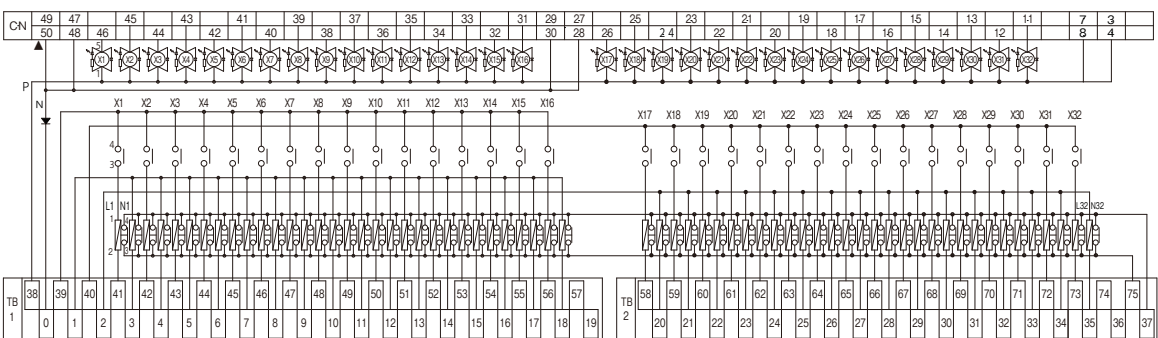 CN 49 47 45 43 41 39 37 35 33 31 29 27 25 23 21 19 17 15 13 11 7 3
50 48 46 44 42 40 38 36 34 32 30 28 26 24 22 20 18 16 14 12 8 4
5
X1 X2 X3 X4 X5 X6 X7 X8 X9 X10 X11 X12 X13 X14 X15 X16 X17 X18 X19 X20 X21 X22 X23 X24 X25 X26 X27 X28 X29 X30 X31 X32
1
P
N
X1 X2 X3 X4 X5 X6 X7 X8 X9 X10 X11 X12 X13 X14 X15 X16
X17 X18 X19 X20 X21 X22 X23 X24 X25 X26 X27 X28 X29 X30 X31 X32
4
3
L1 N1 L32 N32
1 4
2
TB 1 38 39 40 41 42 43 44 45 46 47 48 49 50 51 52 53 54 55 56 57
0 1 2 3 4 5 6 7 8 9 10 11 12 13 14 15 16 17 18 19
TB 2 58 59 60 61 62 63 64 65 66 67 68 69 70 71 72 73 74 75
20 21 22 23 24 25 26 27 28 29 30 31 32 33 34 35 36 37